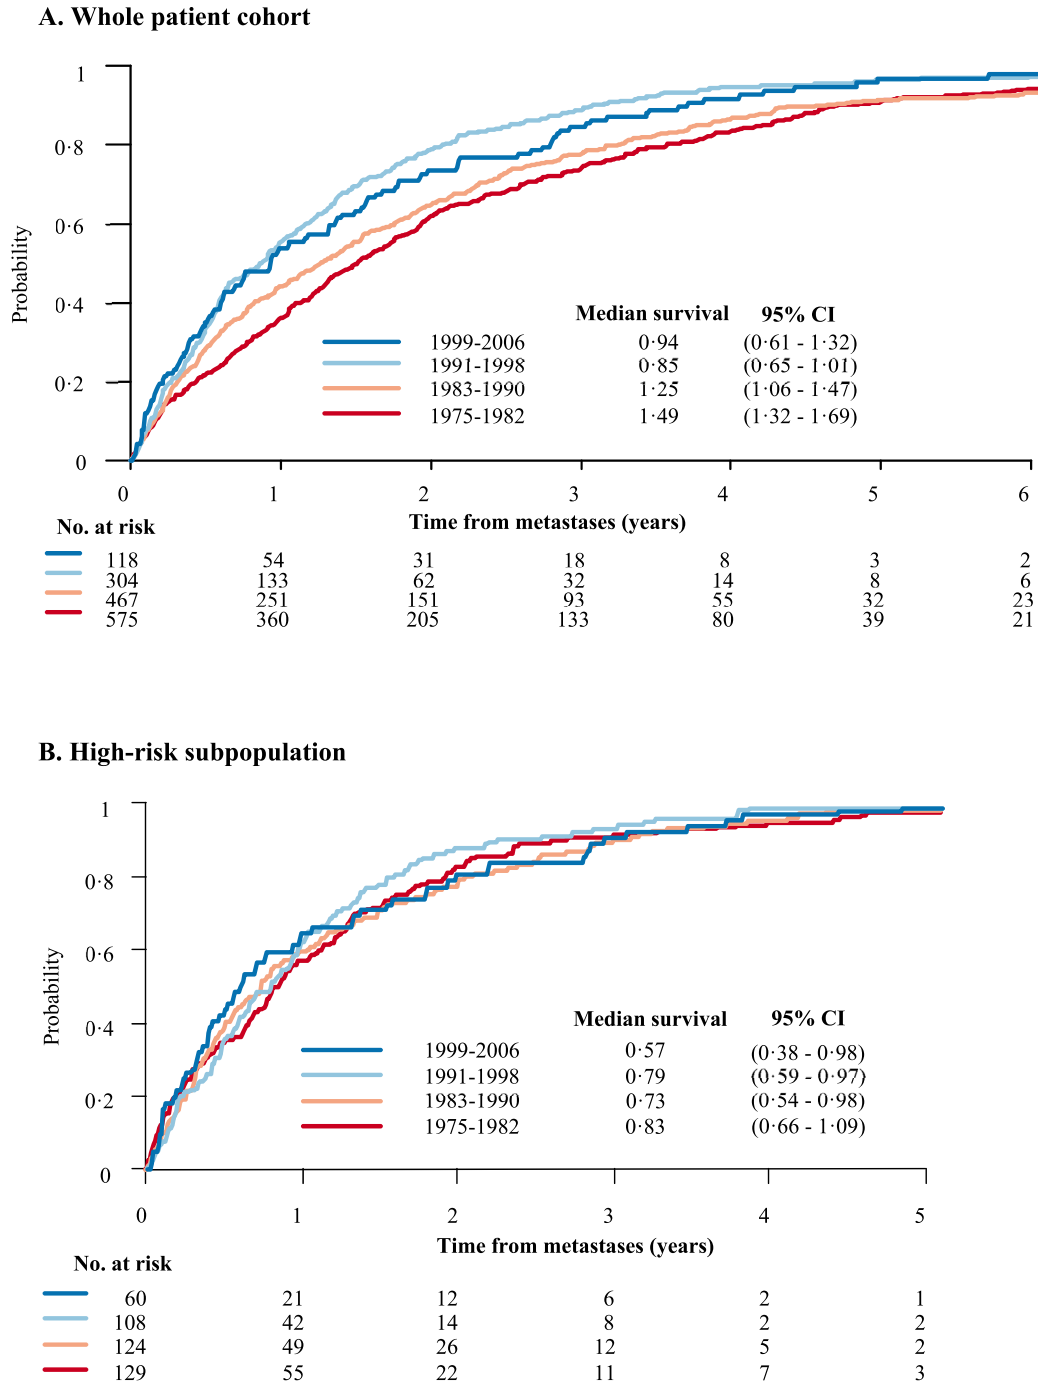 A. Whole patient cohort
1
0·8
0·6
0·4
0·2
0
Probability
Median survival 95% CI
1999-2006 0·94 (0·61 - 1·32)
1991-1998 0·85 (0·65 - 1·01)
1983-1990 1·25 (1·06 - 1·47)
1975-1982 1·49 (1·32 - 1·69)
0 1 2 3 4 5 6
Time from metastases (years)
No. at risk
118 54 31 18 8 3 2
304 133 62 32 14 8 6
467 251 151 93 55 32 23
575 360 205 133 80 39 21
B. High-risk subpopulation
1
0·8
0·6
0·4
0·2
0
Probability
Median survival 95% CI
1999-2006 0·57 (0·38 - 0·98)
1991-1998 0·79 (0·59 - 0·97)
1983-1990 0·73 (0·54 - 0·98)
1975-1982 0·83 (0·66 - 1·09)
0 1 2 3 4 5
Time from metastases (years)
No. at risk
60 21 12 6 2 1
108 42 14 8 2 2
124 49 26 12 5 2
129 55 22 11 7 3